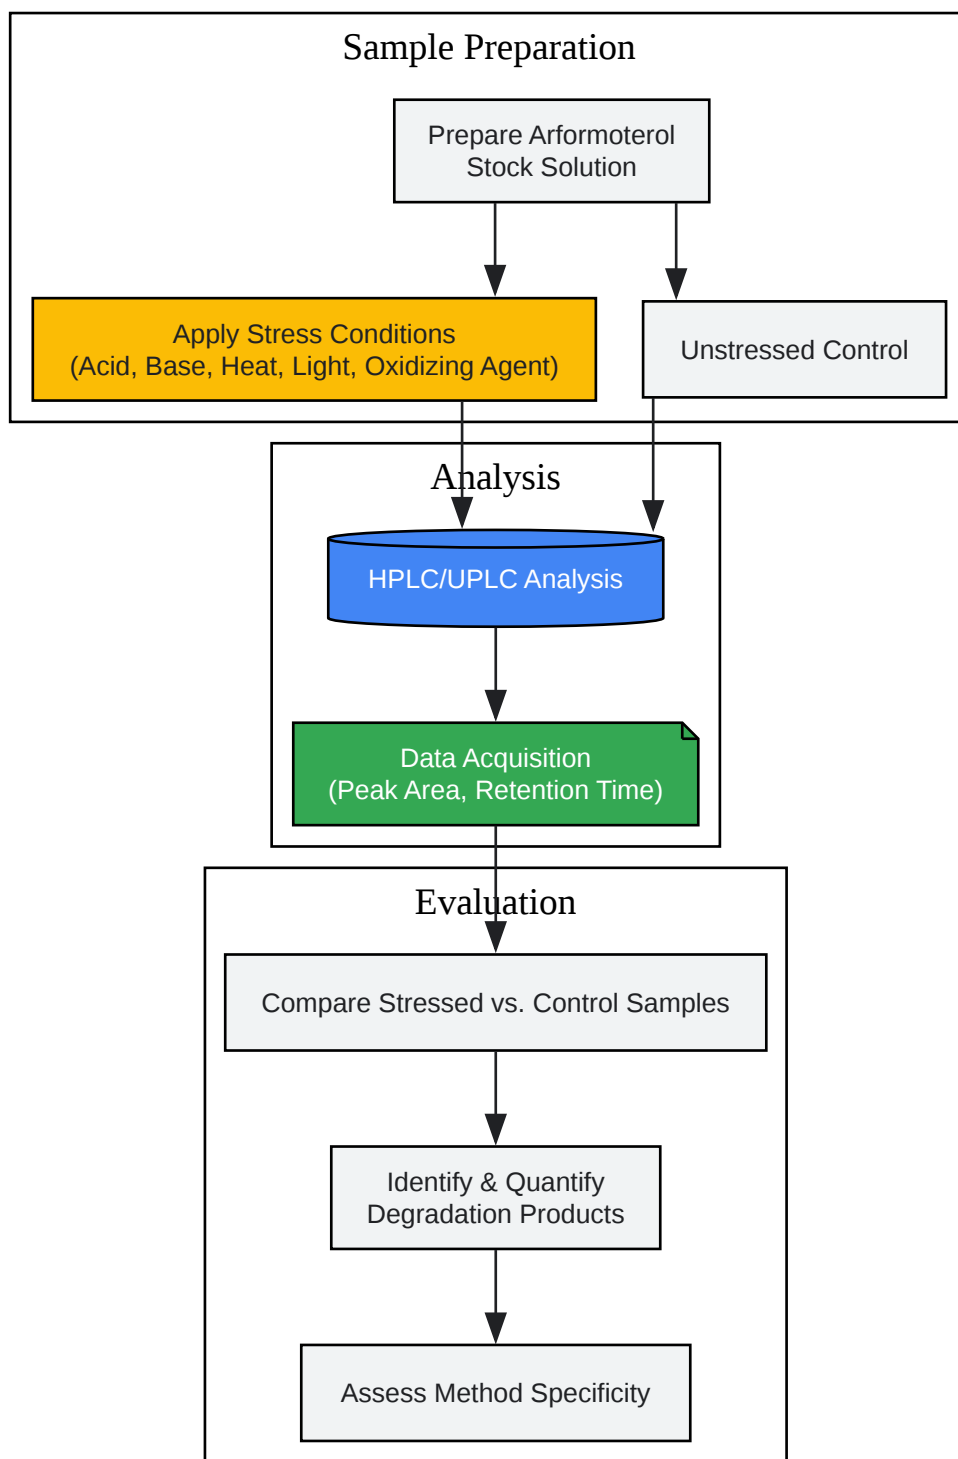 Sample Preparation
Prepare Arformoterol
Stock Solution
Apply Stress Conditions
(Acid, Base, Heat, Light, Oxidizing Agent)
Unstressed Control
Analysis
HPLC/UPLC Analysis
Data Acquisition
(Peak Area, Retention Time)
Evaluation
Compare Stressed vs. Control Samples
Identify & Quantify
Degradation Products
Assess Method Specificity